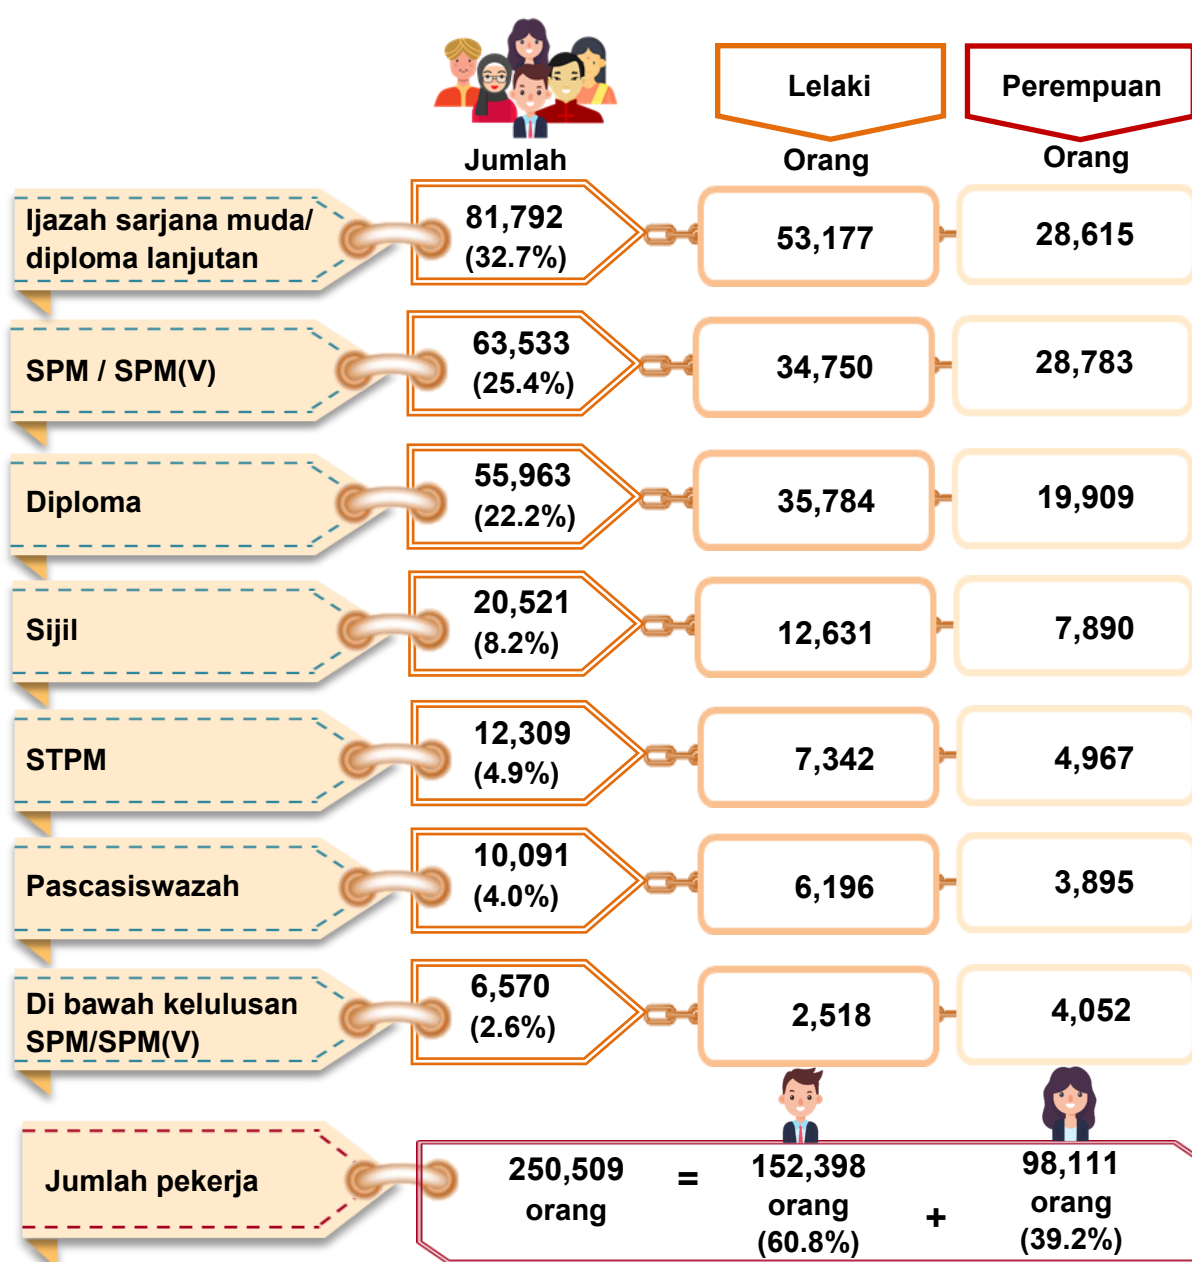 Lelaki
Perempuan
Jumlah
Orang
Orang
Ijazah sarjana muda/
diploma lanjutan
81,792
(32.7%)
53,177
28,615
SPM / SPM(V)
63,533
(25.4%)
34,750
28,783
Diploma
55,963
(22.2%)
35,784
19,909
Sijil
20,521
(8.2%)
12,631
7,890
STPM
12,309
(4.9%)
7,342
4,967
Pascasiswazah
10,091
(4.0%)
6,196
3,895
Di bawah kelulusan
SPM/SPM(V)
6,570
(2.6%)
2,518
4,052
Jumlah pekerja
250,509
orang
=
152,398
orang
(60.8%)
+
98,111
orang
(39.2%)